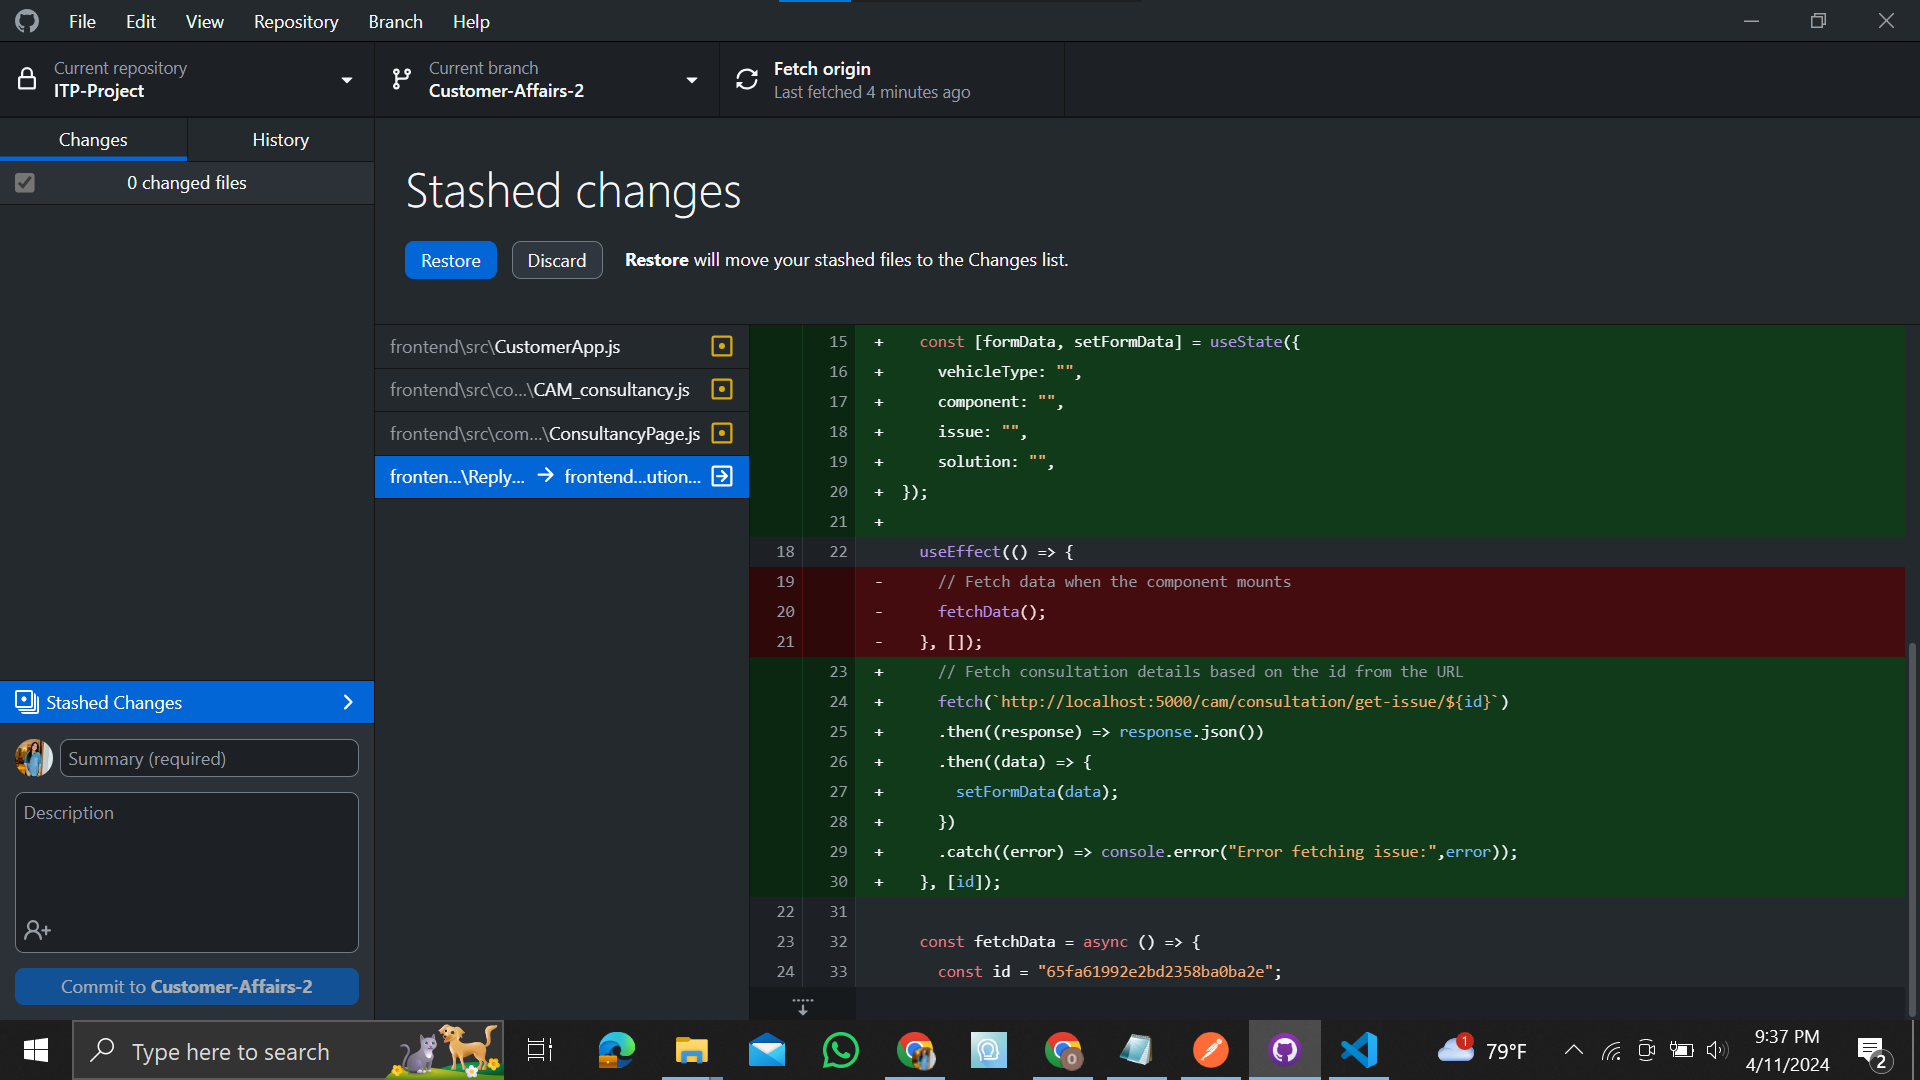 File Edit View Repository Branch Help
Current repository
ITP-Project
Current branch
Customer-Affairs-2
Fetch origin
Last fetched 4 minutes ago
Changes History
0 changed files
Stashed changes
Restore Discard Restore will move your stashed files to the Changes list.
frontend\src\CustomerApp.js
frontend\src\co...\CAM_consultancy.js
frontend\src\com...\ConsultancyPage.js
fronten...\Reply... → frontend...ution...
15 + const [formData, setFormData] = useState({
16 + vehicleType: "",
17 + component: "",
18 + issue: "",
19 + solution: "",
20 + });
21 +
18 22 useEffect(() => {
19 - // Fetch data when the component mounts
20 - fetchData();
21 - }, []);
23 + // Fetch consultation details based on the id from the URL
24 + fetch(`http://localhost:5000/cam/consultation/get-issue/${id}`)
25 + .then((response) => response.json())
26 + .then((data) => {
27 + setFormData(data);
28 + })
29 + .catch((error) => console.error("Error fetching issue:",error));
30 + }, [id]);
22 31
23 32 const fetchData = async () => {
24 33 const id = "65fa61992e2bd2358ba0ba2e";
Stashed Changes
Summary (required)
Description
Commit to Customer-Affairs-2
Type here to search
0
1
79°F
9:37 PM
4/11/2024
2